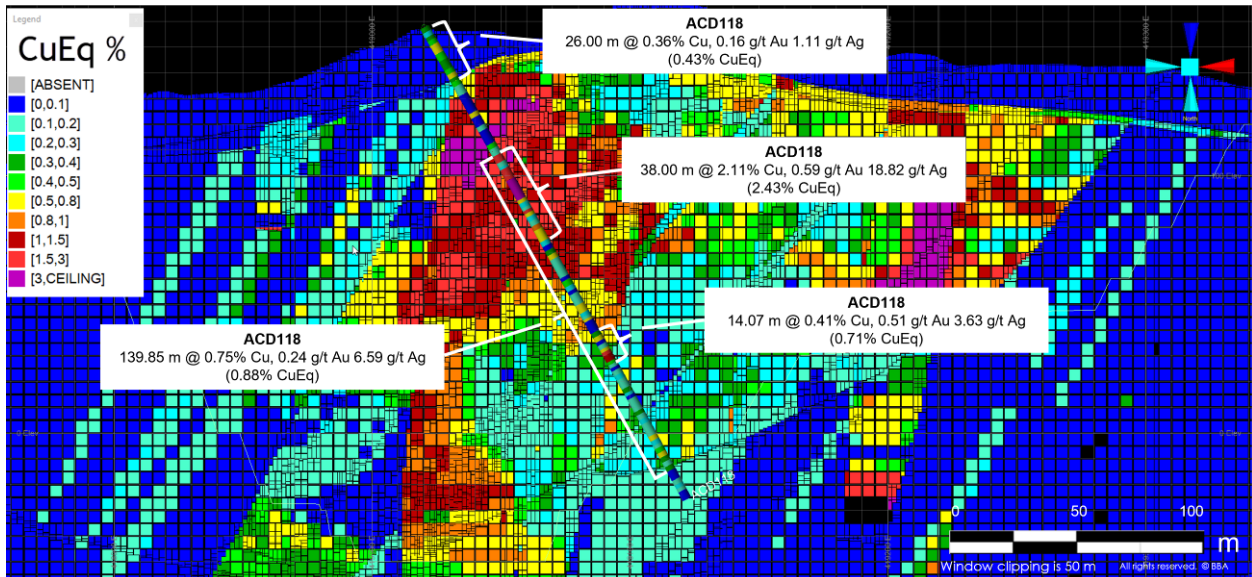 Legend
CuEq %
[ABSENT]
[0,0.1]
[0.1,0.2]
[0.2,0.3]
[0.3,0.4]
[0.4,0.5]
[0.5,0.8]
[0.8,1]
[1,1.5]
[1.5,3]
[3,CEILING]
ACD118
26.00 m @ 0.36% Cu, 0.16 g/t Au 1.11 g/t Ag
(0.43% CuEq)
North
ACD118
38.00 m @ 2.11% Cu, 0.59 g/t Au 18.82 g/t Ag
(2.43% CuEq)
ACD118
14.07 m @ 0.41% Cu, 0.51 g/t Au 3.63 g/t Ag
(0.71% CuEq)
ACD118
139.85 m @ 0.75% Cu, 0.24 g/t Au 6.59 g/t Ag
(0.88% CuEq)
0 Elev
0 Elev
0 50 100
m
Window clipping is 50 m
All rights reserved. © BBA